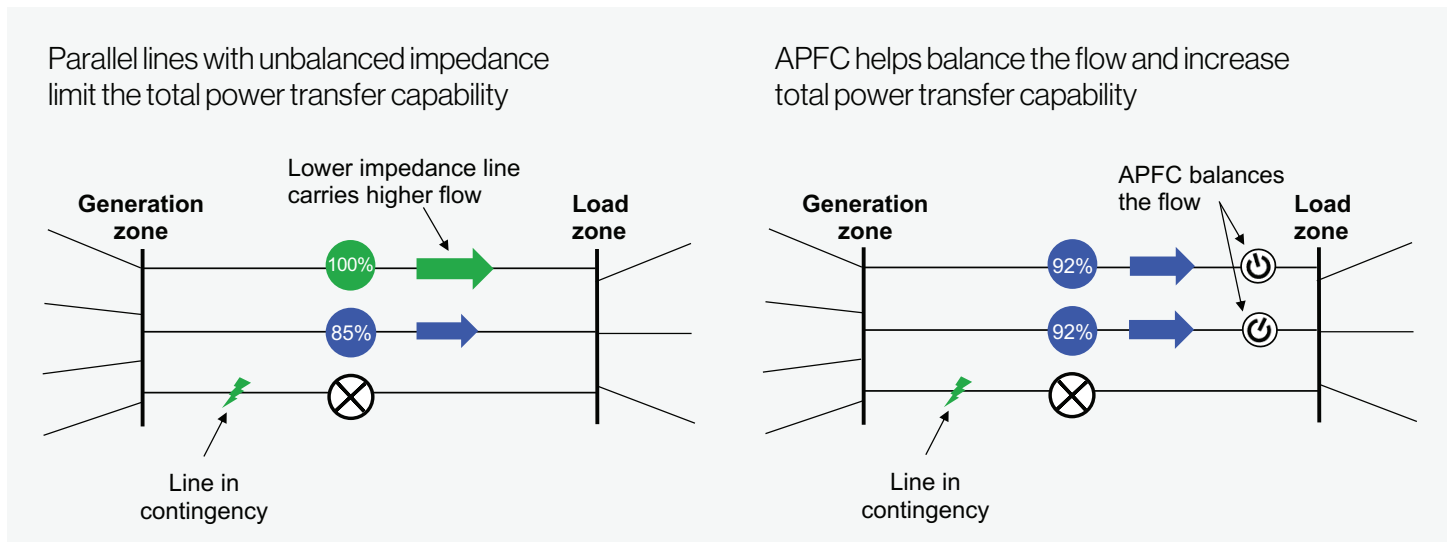 Parallel lines with unbalanced impedance
limit the total power transfer capability
Lower impedance line
carries higher flow
Generation
zone
Load
zone
100%
85%
Line in
contingency
APFC helps balance the flow and increase
total power transfer capability
APFC balances
the flow
Generation
zone
Load
zone
92%
92%
Line in
contingency